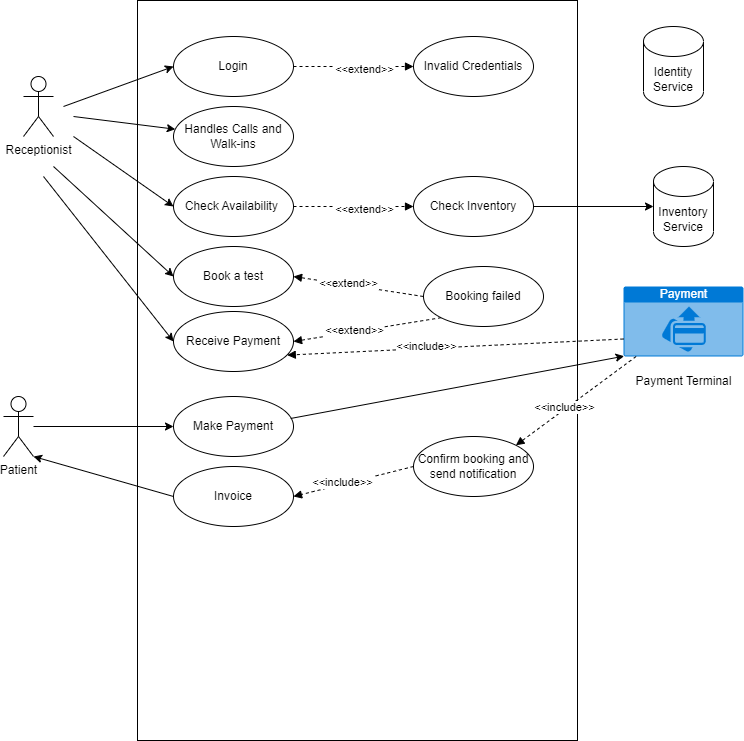 Login
<<extend>>
Invalid Credentials
Identity
Service
Receptionist
Handles Calls and
Walk-ins
Check Availability
<<extend>>
Check Inventory
Inventory
Service
Book a test
<<extend>>
Booking failed
Payment
Receive Payment
<<extend>>
<<include>>
Payment Terminal
<<include>>
Make Payment
Patient
Confirm booking and
send notification
Invoice
<<include>>